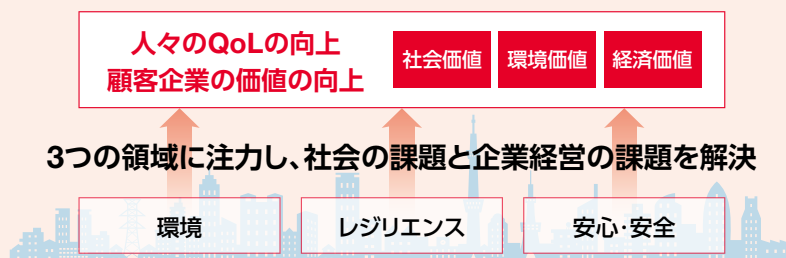 人々のQoLの向上
顧客企業の価値の向上
社会価値 環境価値 経済価値
3つの領域に注力し、社会の課題と企業経営の課題を解決
環境 レジリエンス 安心・安全